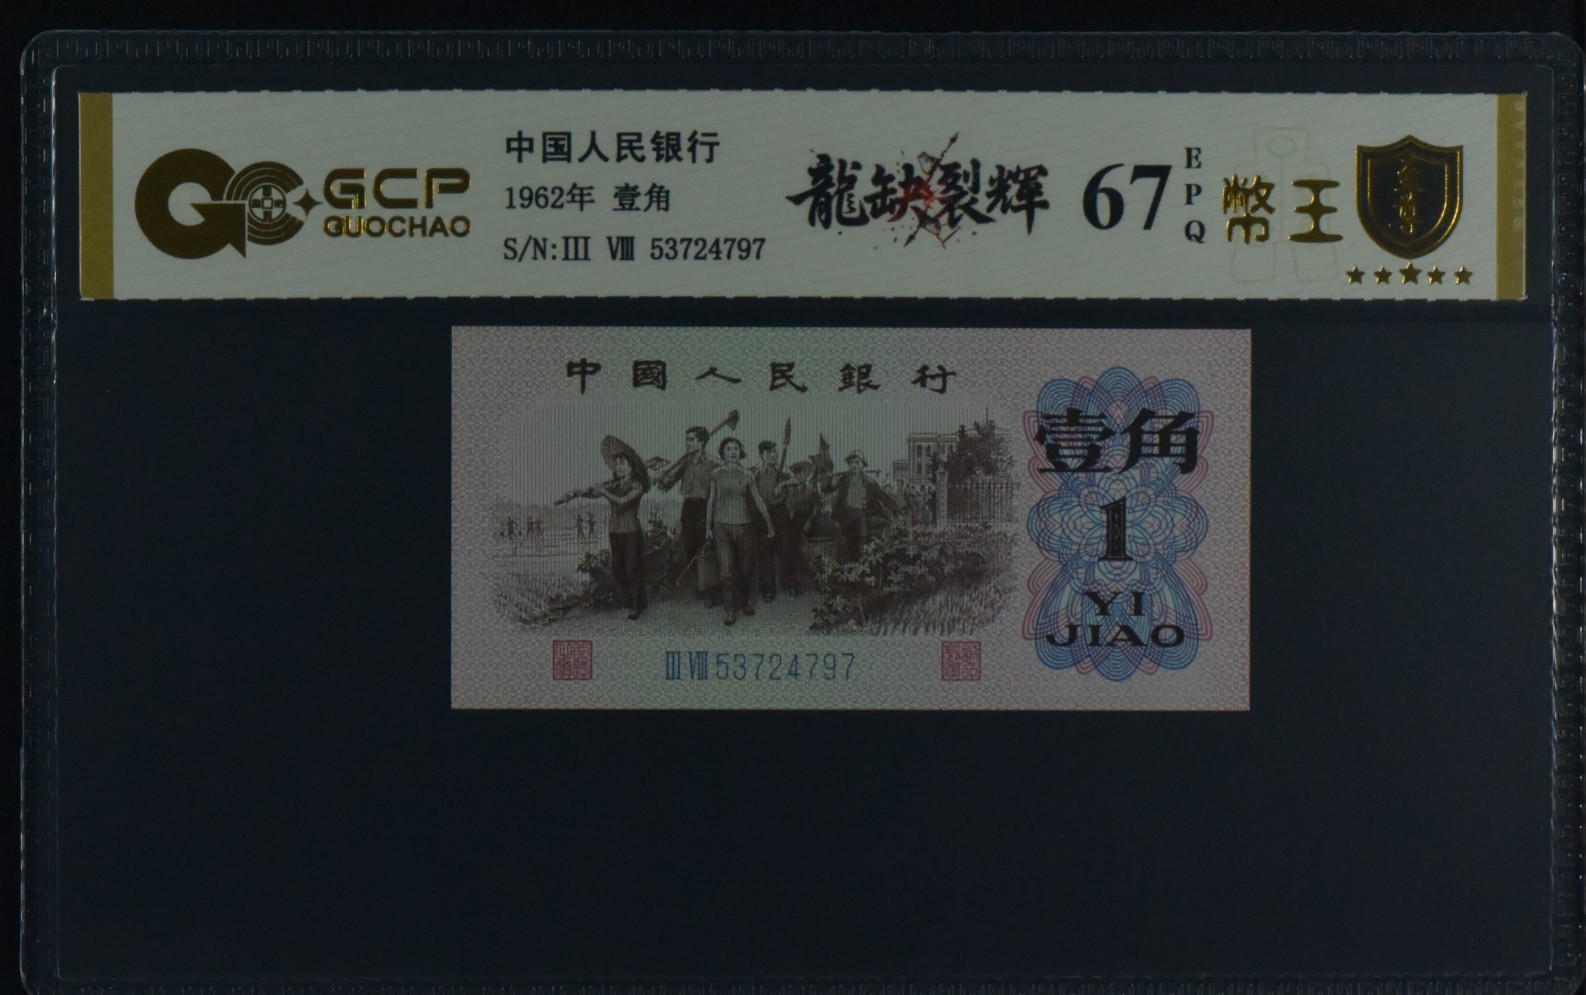 GCP
GUOCHAO
中国人民银行
1962年 壹角
S/N:III VIII 53724797
龍缺裂辉
67
EPQ
幣王
中國人民銀行
壹角
1
YI
JIAO
III VIII 53724797